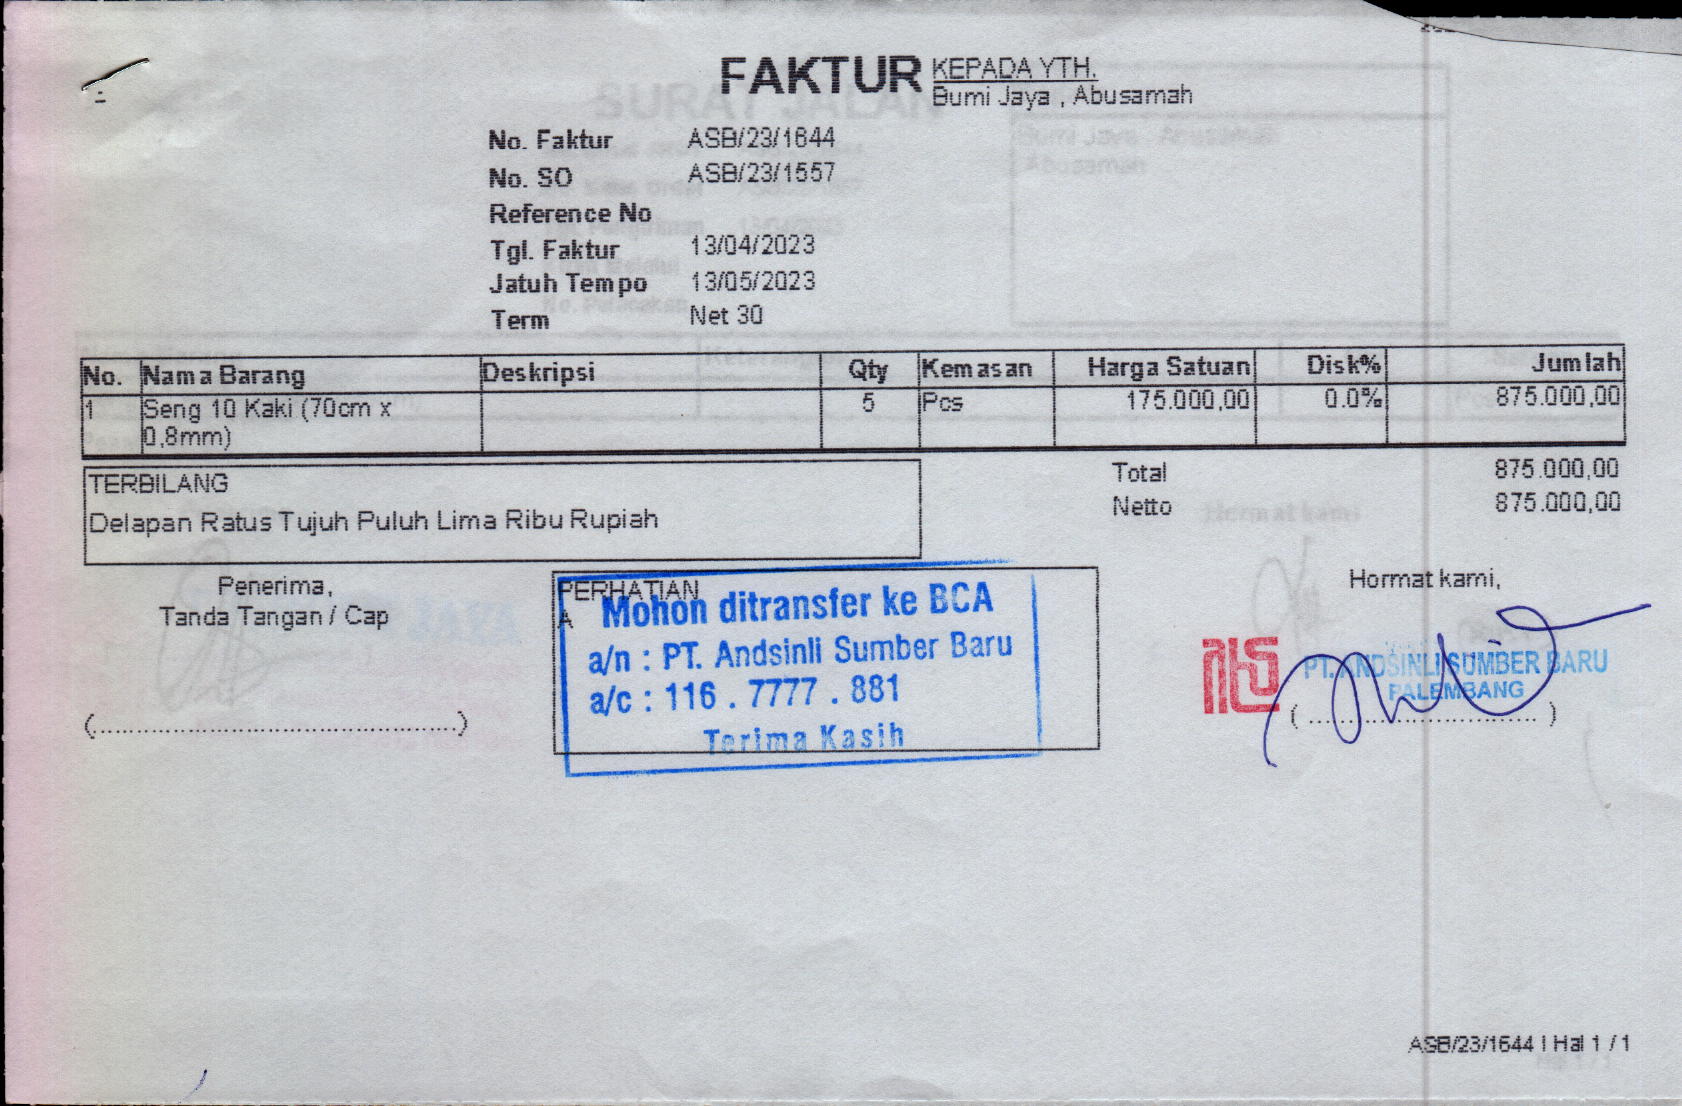 FAKTUR
KEPADA YTH.
Bumi Jaya , Abusamah
No. Faktur ASB/23/1644
No. SO ASB/23/1557
Reference No
Tgl. Faktur 13/04/2023
Jatuh Tempo 13/05/2023
Term Net 30
No. Nama Barang Deskripsi Qty Kemasan Harga Satuan Disk% Jumlah
1 Seng 10 Kaki (70cm x 5 Pcs 175.000,00 0.0% 875.000,00
0,8mm)
TERBILANG
Delapan Ratus Tujuh Puluh Lima Ribu Rupiah
Total 875.000,00
Netto 875.000,00
Penerima,
Tanda Tangan / Cap
(................................................)
PERHATIAN
A
Mohon ditransfer ke BCA
a/n : PT. Andsinli Sumber Baru
a/c : 116 . 7777 . 881
Terima Kasih
Hormat kami,
PT. ANDSINLI SUMBER BARU
PALEMBANG
( ................................ )
ASB/23/1644 | Hal 1 / 1